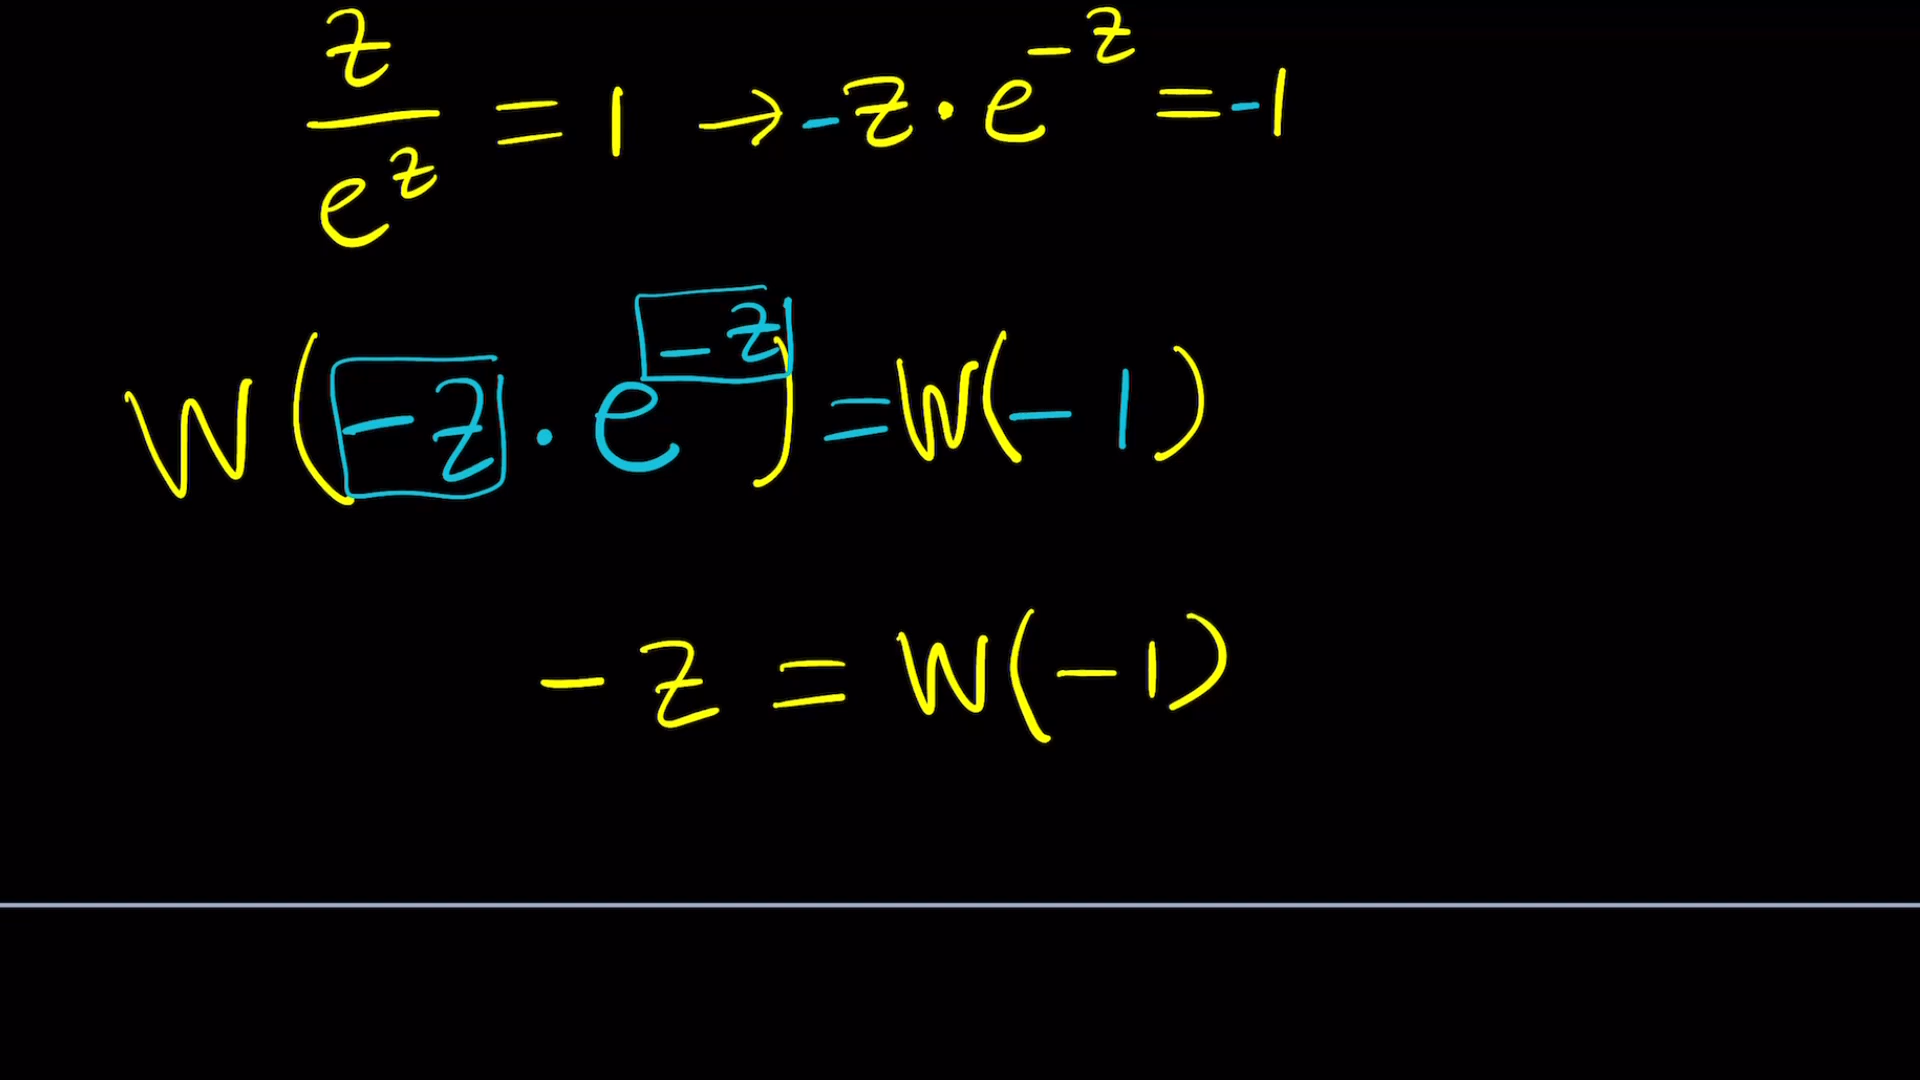 z/e^z = 1 → -z · e^-z = -1
W(-z · e^-z) = W(-1)
-z = W(-1)